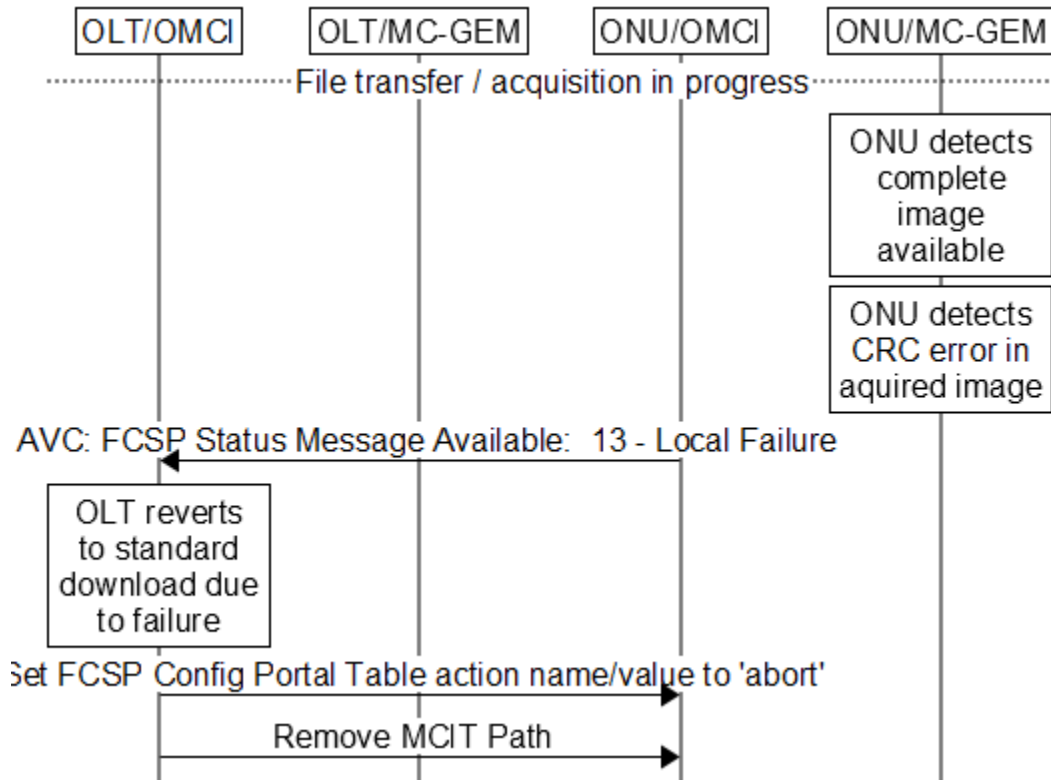 OLT/OMCI OLT/MC-GEM ONU/OMCI ONU/MC-GEM
File transfer / acquisition in progress
ONU detects
complete
image
available
ONU detects
CRC error in
aquired image
AVC: FCSP Status Message Available: 13 - Local Failure
OLT reverts
to standard
download due
to failure
Set FCSP Config Portal Table action name/value to 'abort'
Remove MCIT Path